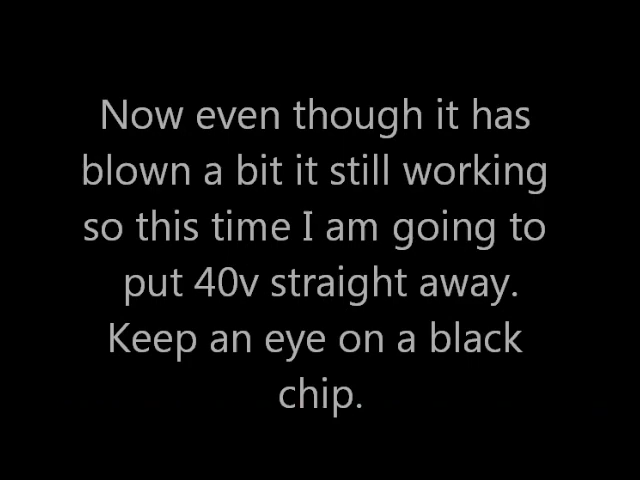 Now even though it has
blown a bit it still working
so this time I am going to
put 40v straight away.
Keep an eye on a black
chip.